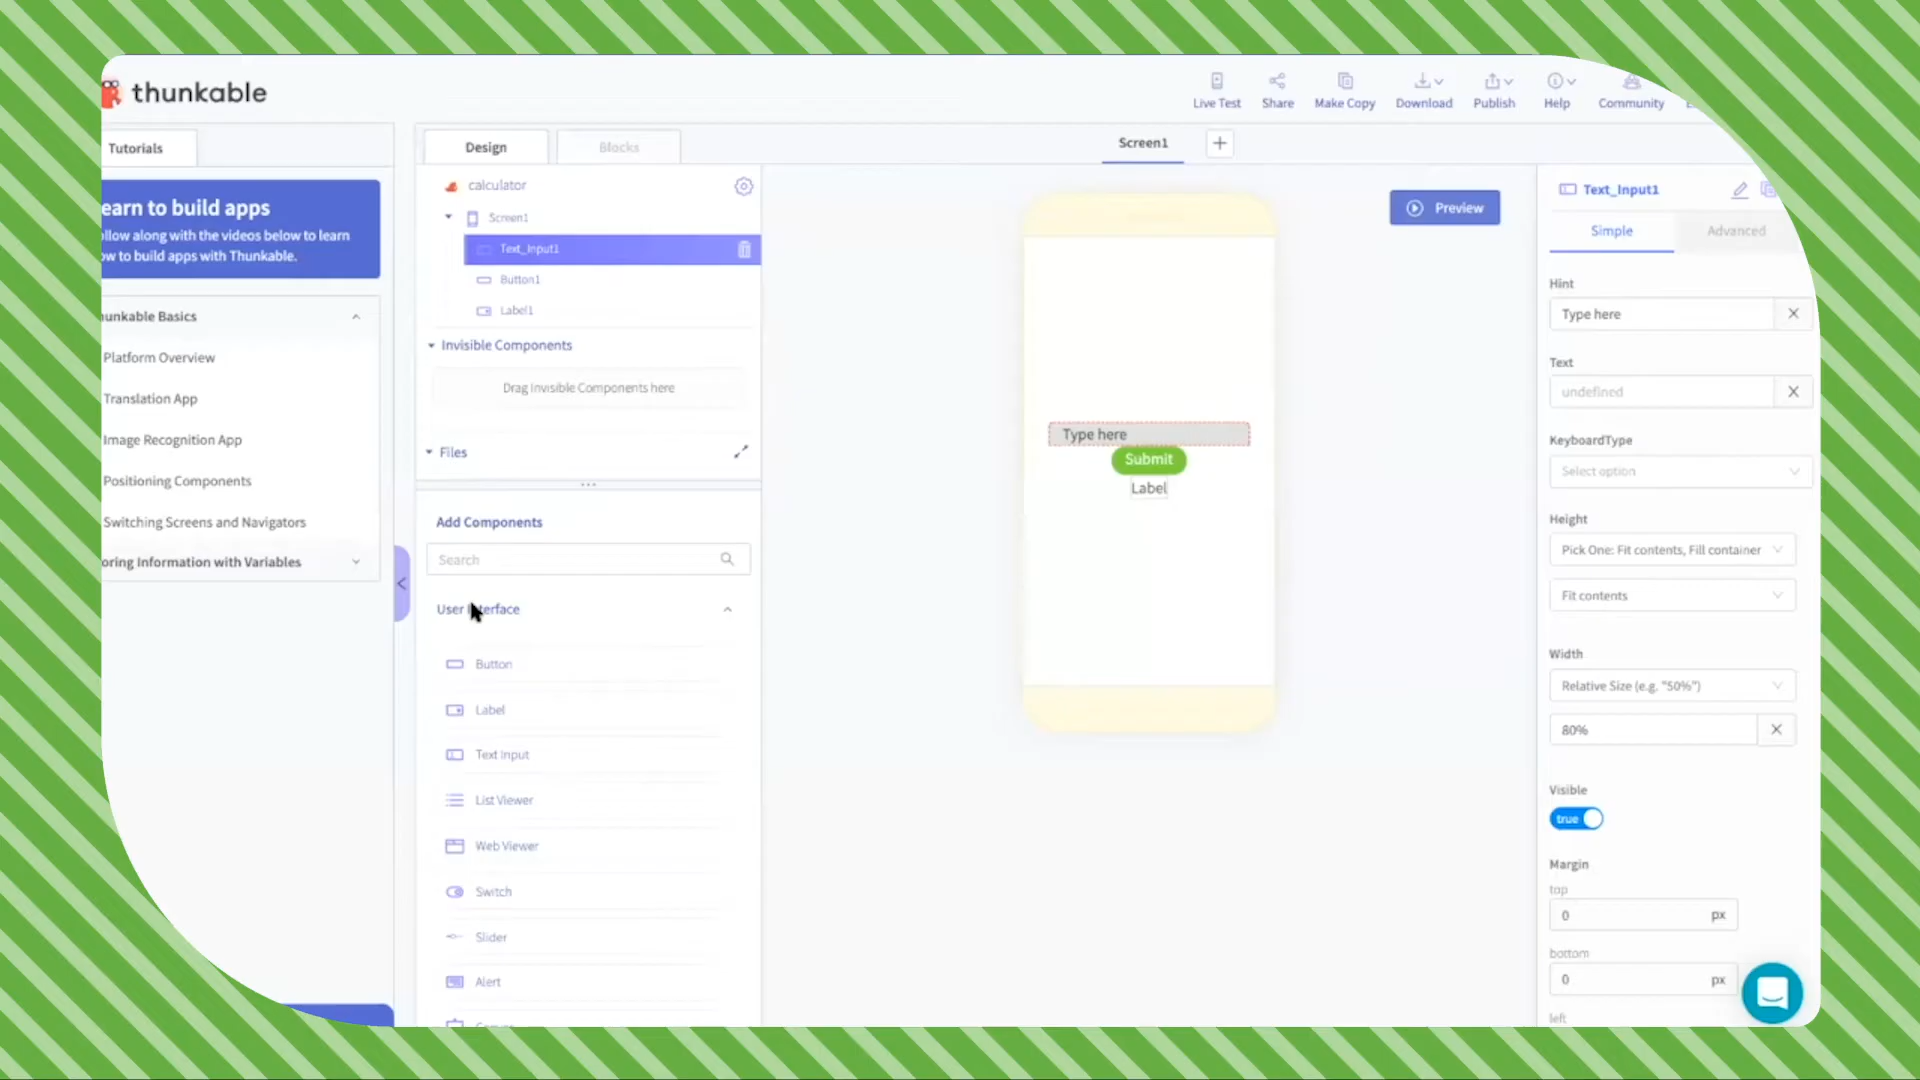 thunkable
Live Test
Share
Make Copy
Download
Publish
Help
Community
Tutorials
Design
Blocks
Screen1
earn to build apps
ollow along with the videos below to learn
ow to build apps with Thunkable.
hunkable Basics
Platform Overview
Translation App
Image Recognition App
Positioning Components
Switching Screens and Navigators
oring Information with Variables
calculator
Screen1
Text_Input1
Button1
Label1
Invisible Components
Drag Invisible Components here
Files
Add Components
Search
User Interface
Button
Label
Text Input
List Viewer
Web Viewer
Switch
Slider
Alert
Type here
Submit
Label
Preview
Text_Input1
Simple
Advanced
Hint
Type here
Text
undefined
KeyboardType
Select option
Height
Pick One: Fit contents, Fill container
Fit contents
Width
Relative Size (e.g. "50%")
80%
Visible
true
Margin
top
0 px
bottom
0 px
left